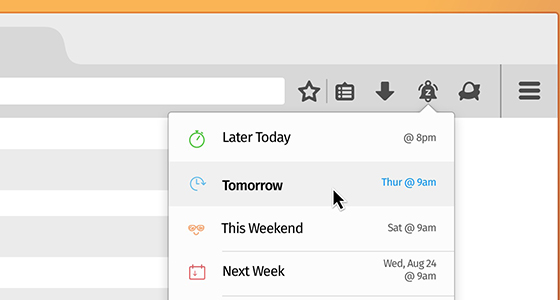 Later Today @ 8pm
Tomorrow Thur @ 9am
This Weekend Sat @ 9am
Next Week Wed, Aug 24
@ 9am